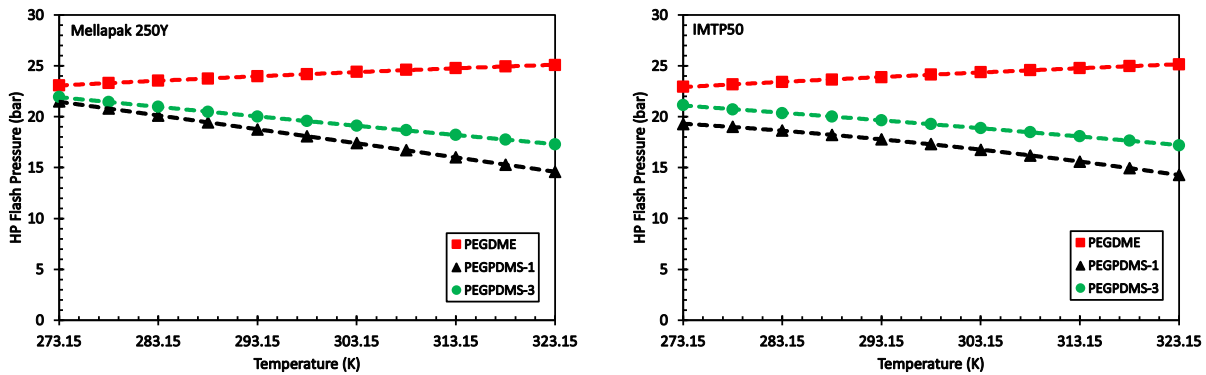 Mellapak 250Y
30
25
20
15
10
5
0
HP Flash Pressure (bar)
PEGDME
PEGPDMS-1
PEGPDMS-3
273.15 283.15 293.15 303.15 313.15 323.15
Temperature (K)
IMTP50
30
25
20
15
10
5
0
HP Flash Pressure (bar)
PEGDME
PEGPDMS-1
PEGPDMS-3
273.15 283.15 293.15 303.15 313.15 323.15
Temperature (K)